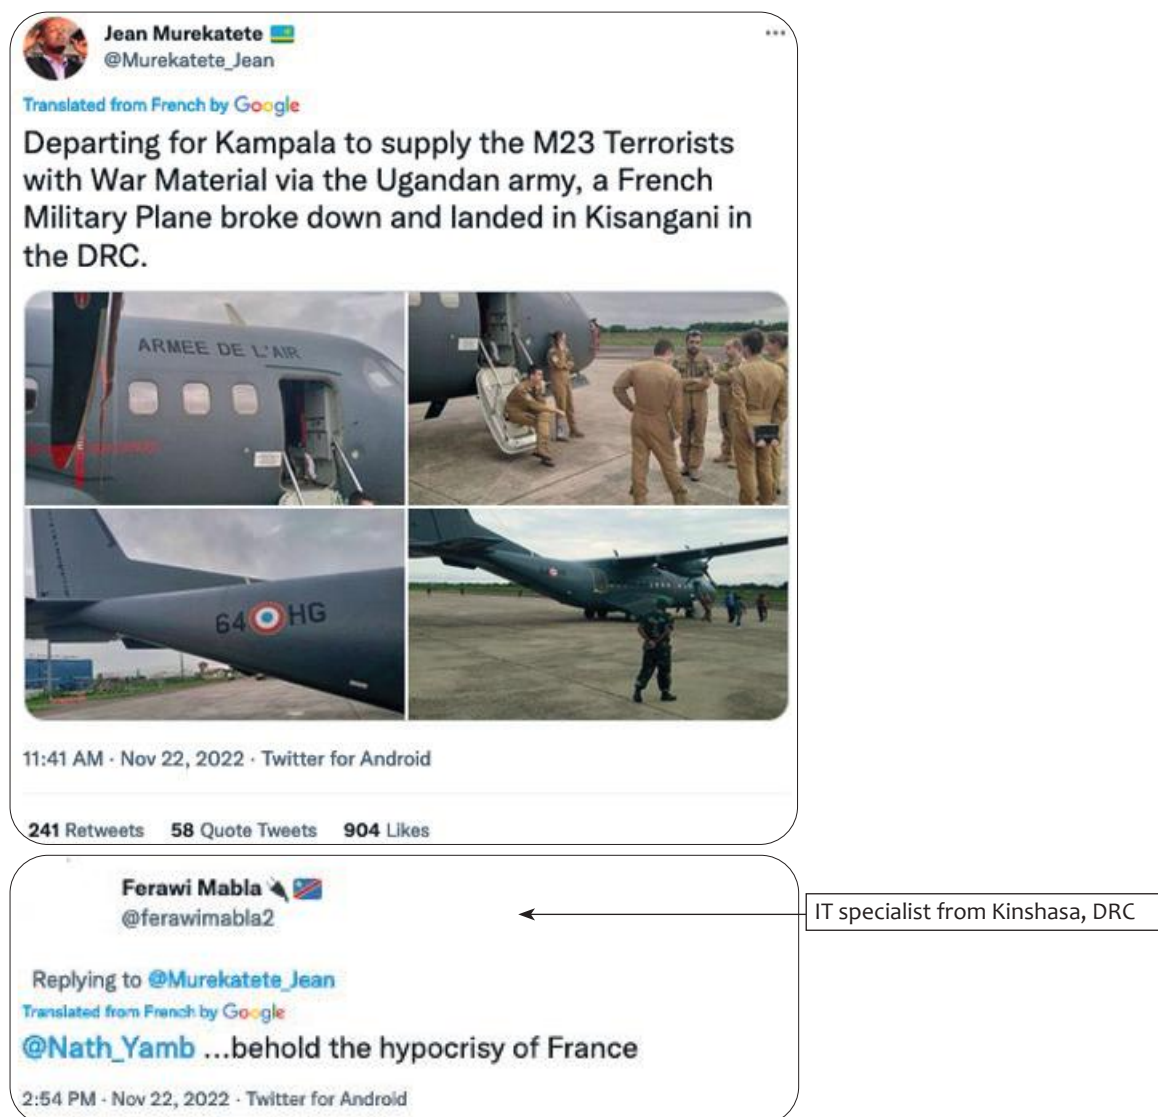 Jean Murekatete
@Murekatete_Jean
Translated from French by Google
Departing for Kampala to supply the M23 Terrorists
with War Material via the Ugandan army, a French
Military Plane broke down and landed in Kisangani in
the DRC.
ARMEE DE L'AIR
64 HG
11:41 AM · Nov 22, 2022 · Twitter for Android
241 Retweets 58 Quote Tweets 904 Likes
Ferawi Mabla
@ferawimabla2
IT specialist from Kinshasa, DRC
Replying to @Murekatete_Jean
Translated from French by Google
@Nath_Yamb ...behold the hypocrisy of France
2:54 PM · Nov 22, 2022 · Twitter for Android